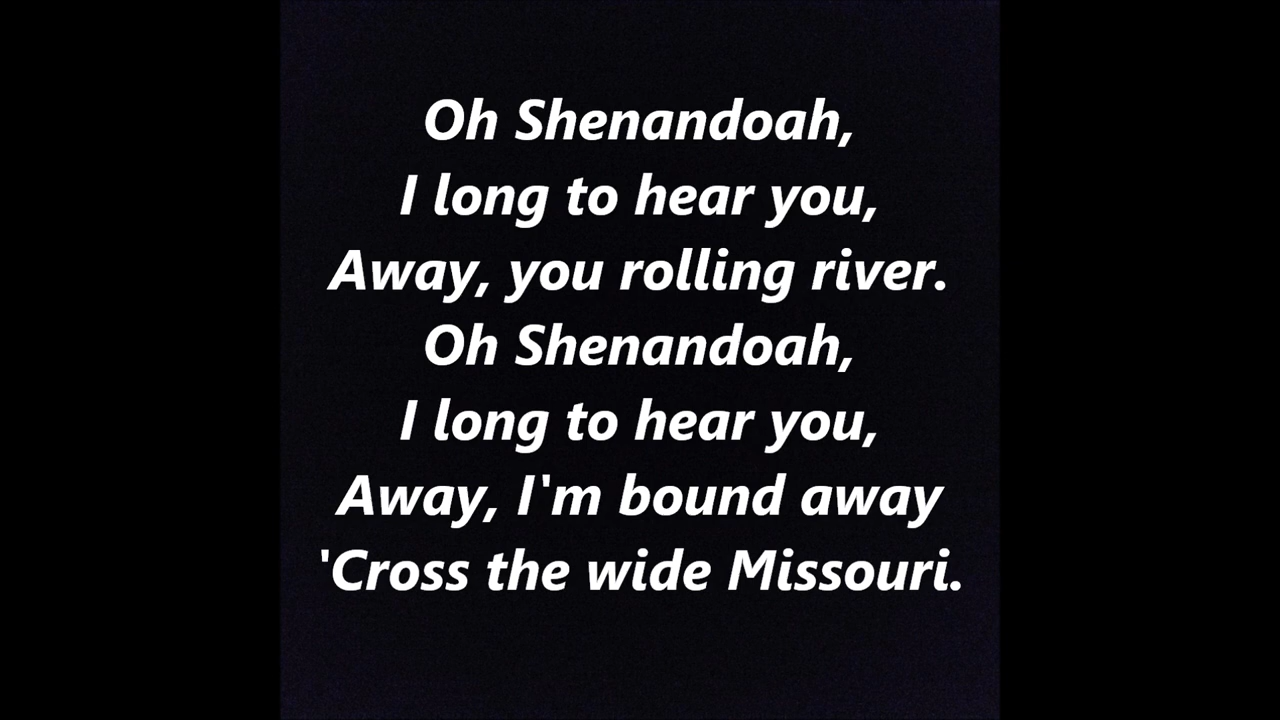 Oh Shenandoah,
I long to hear you,
Away, you rolling river.
Oh Shenandoah,
I long to hear you,
Away, I'm bound away
'Cross the wide Missouri.